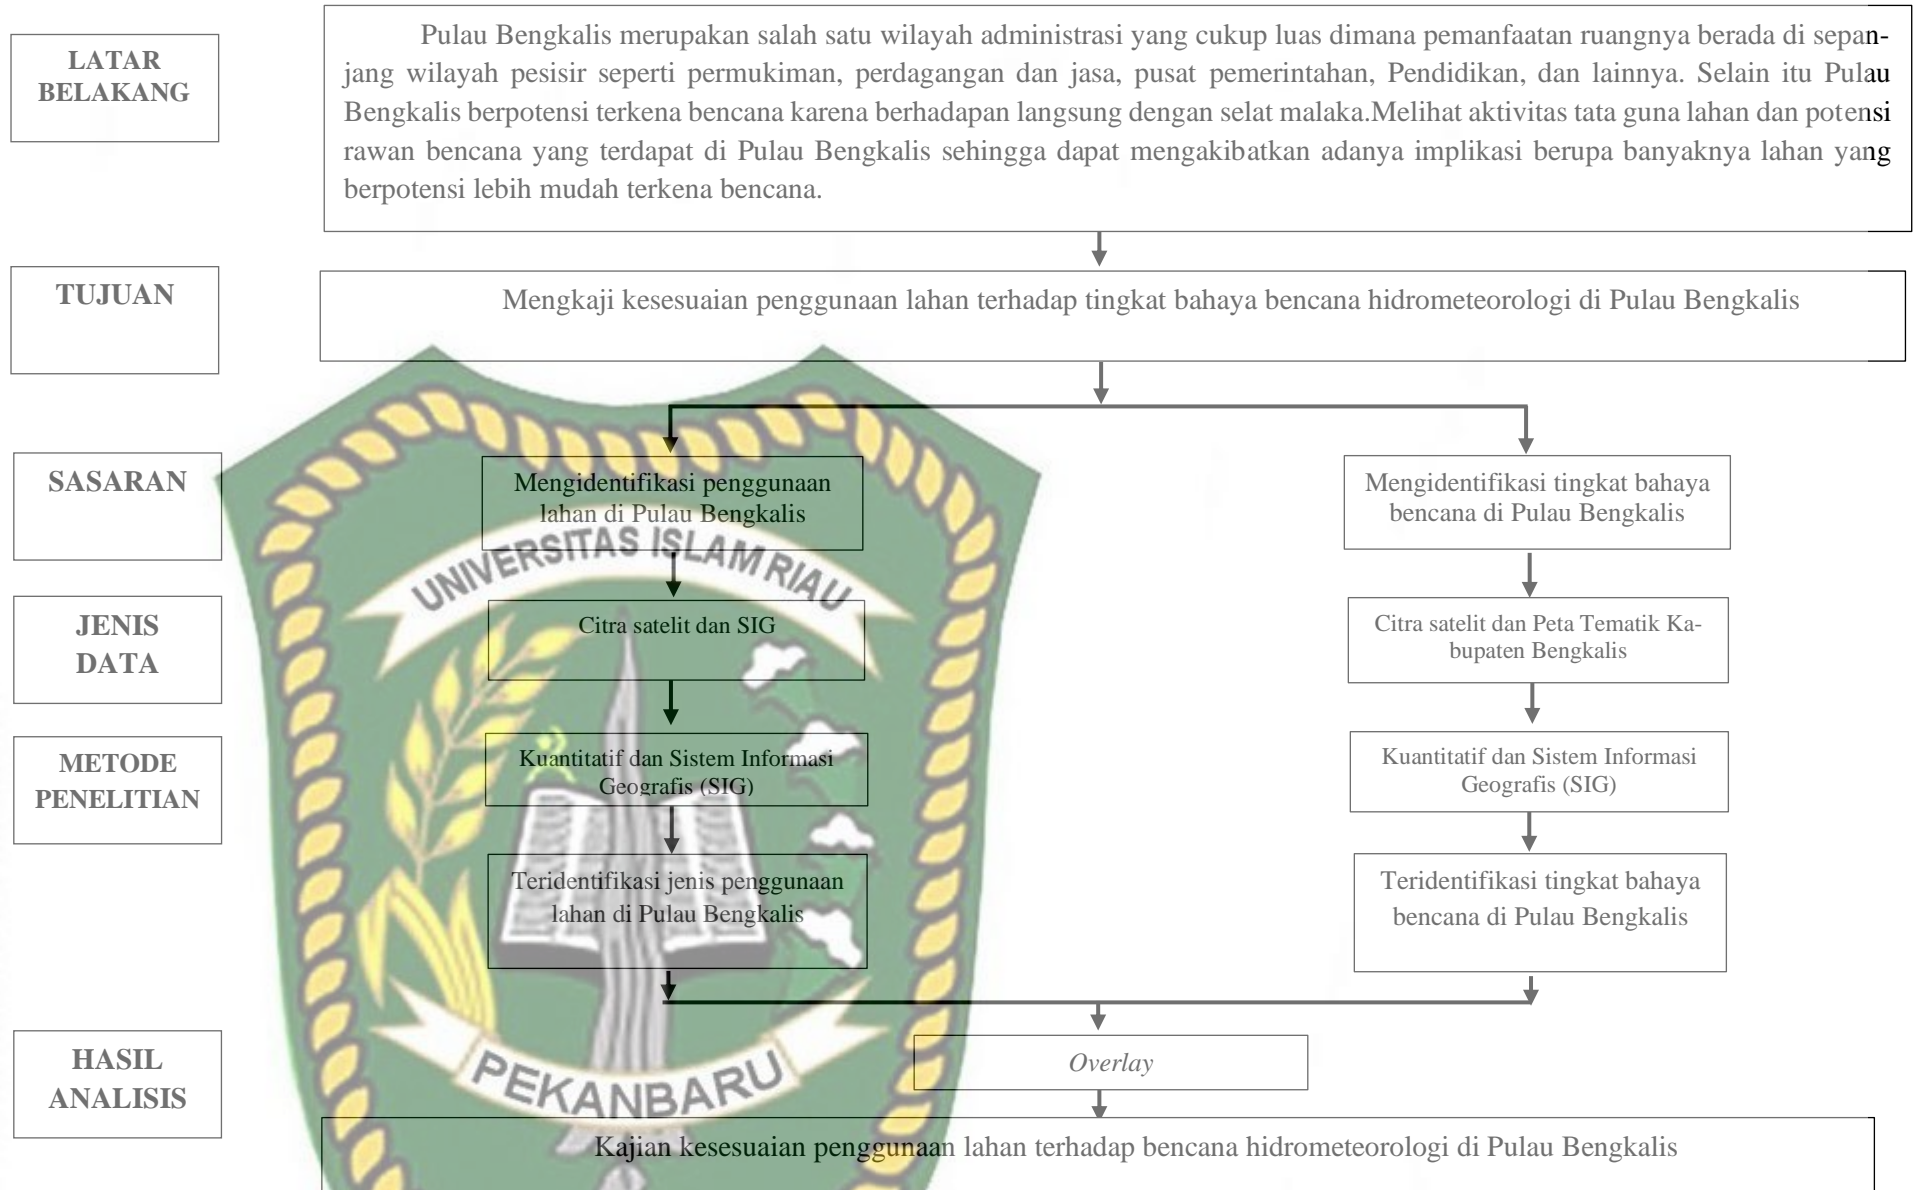 LATAR
BELAKANG
Pulau Bengkalis merupakan salah satu wilayah administrasi yang cukup luas dimana pemanfaatan ruangnya berada di sepan-
jang wilayah pesisir seperti permukiman, perdagangan dan jasa, pusat pemerintahan, Pendidikan, dan lainnya. Selain itu Pulau
Bengkalis berpotensi terkena bencana karena berhadapan langsung dengan selat malaka.Melihat aktivitas tata guna lahan dan potensi
rawan bencana yang terdapat di Pulau Bengkalis sehingga dapat mengakibatkan adanya implikasi berupa banyaknya lahan yang
berpotensi lebih mudah terkena bencana.
TUJUAN
Mengkaji kesesuaian penggunaan lahan terhadap tingkat bahaya bencana hidrometeorologi di Pulau Bengkalis
SASARAN
Mengidentifikasi penggunaan
lahan di Pulau Bengkalis
Mengidentifikasi tingkat bahaya
bencana di Pulau Bengkalis
UNIVERSITAS ISLAM RIAU
JENIS
DATA
Citra satelit dan SIG
Citra satelit dan Peta Tematik Ka-
bupaten Bengkalis
METODE
PENELITIAN
Kuantitatif dan Sistem Informasi
Geografis (SIG)
Kuantitatif dan Sistem Informasi
Geografis (SIG)
Teridentifikasi jenis penggunaan
lahan di Pulau Bengkalis
Teridentifikasi tingkat bahaya
bencana di Pulau Bengkalis
HASIL
ANALISIS
Overlay
PEKANBARU
Kajian kesesuaian penggunaan lahan terhadap bencana hidrometeorologi di Pulau Bengkalis